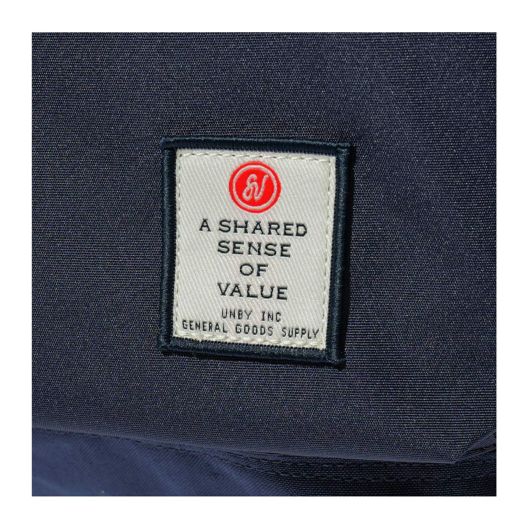 A SHARED
SENSE
OF
VALUE
UNBY INC
GENERAL GOODS SUPPLY